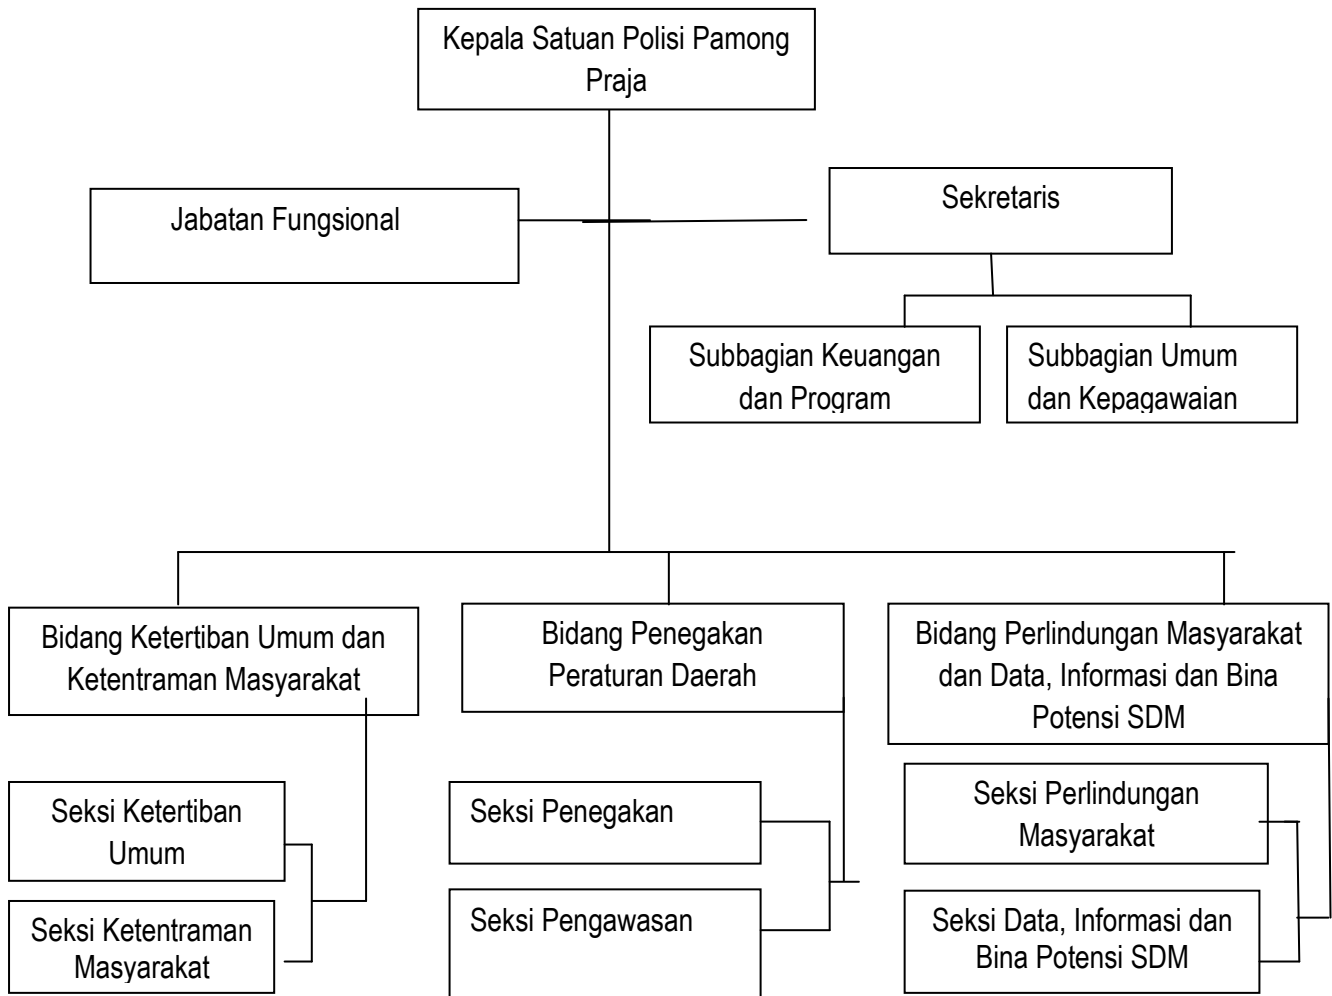 Kepala Satuan Polisi Pamong
Praja
Jabatan Fungsional
Sekretaris
Subbagian Keuangan
dan Program
Subbagian Umum
dan Kepagawaian
Bidang Ketertiban Umum dan
Ketentraman Masyarakat
Bidang Penegakan
Peraturan Daerah
Bidang Perlindungan Masyarakat
dan Data, Informasi dan Bina
Potensi SDM
Seksi Ketertiban
Umum
Seksi Penegakan
Seksi Perlindungan
Masyarakat
Seksi Ketentraman
Masyarakat
Seksi Pengawasan
Seksi Data, Informasi dan
Bina Potensi SDM